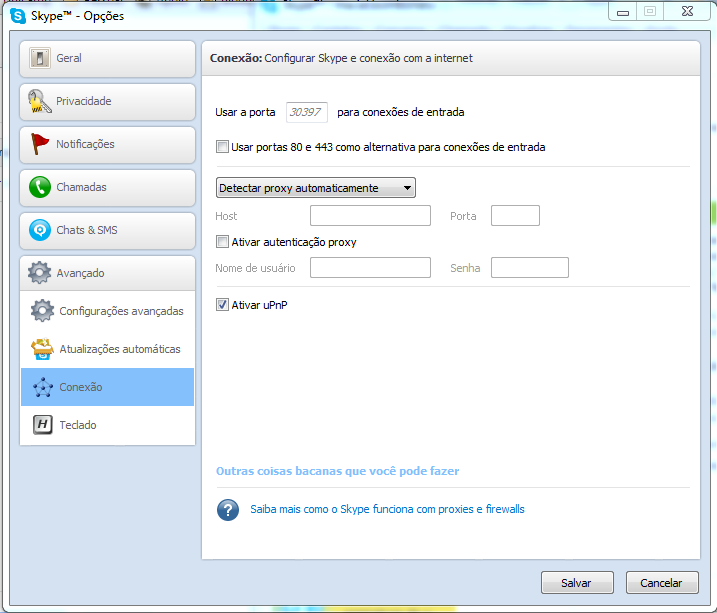 Skype™ - Opções
Geral
Privacidade
Notificações
Chamadas
Chats & SMS
Avançado
Configurações avançadas
Atualizações automáticas
Conexão
H Teclado
Conexão: Configurar Skype e conexão com a internet
Usar a porta 30397 para conexões de entrada
Usar portas 80 e 443 como alternativa para conexões de entrada
Detectar proxy automaticamente
Host Porta
Ativar autenticação proxy
Nome de usuário Senha
Ativar uPnP
Outras coisas bacanas que você pode fazer
? Saiba mais como o Skype funciona com proxies e firewalls
Salvar Cancelar